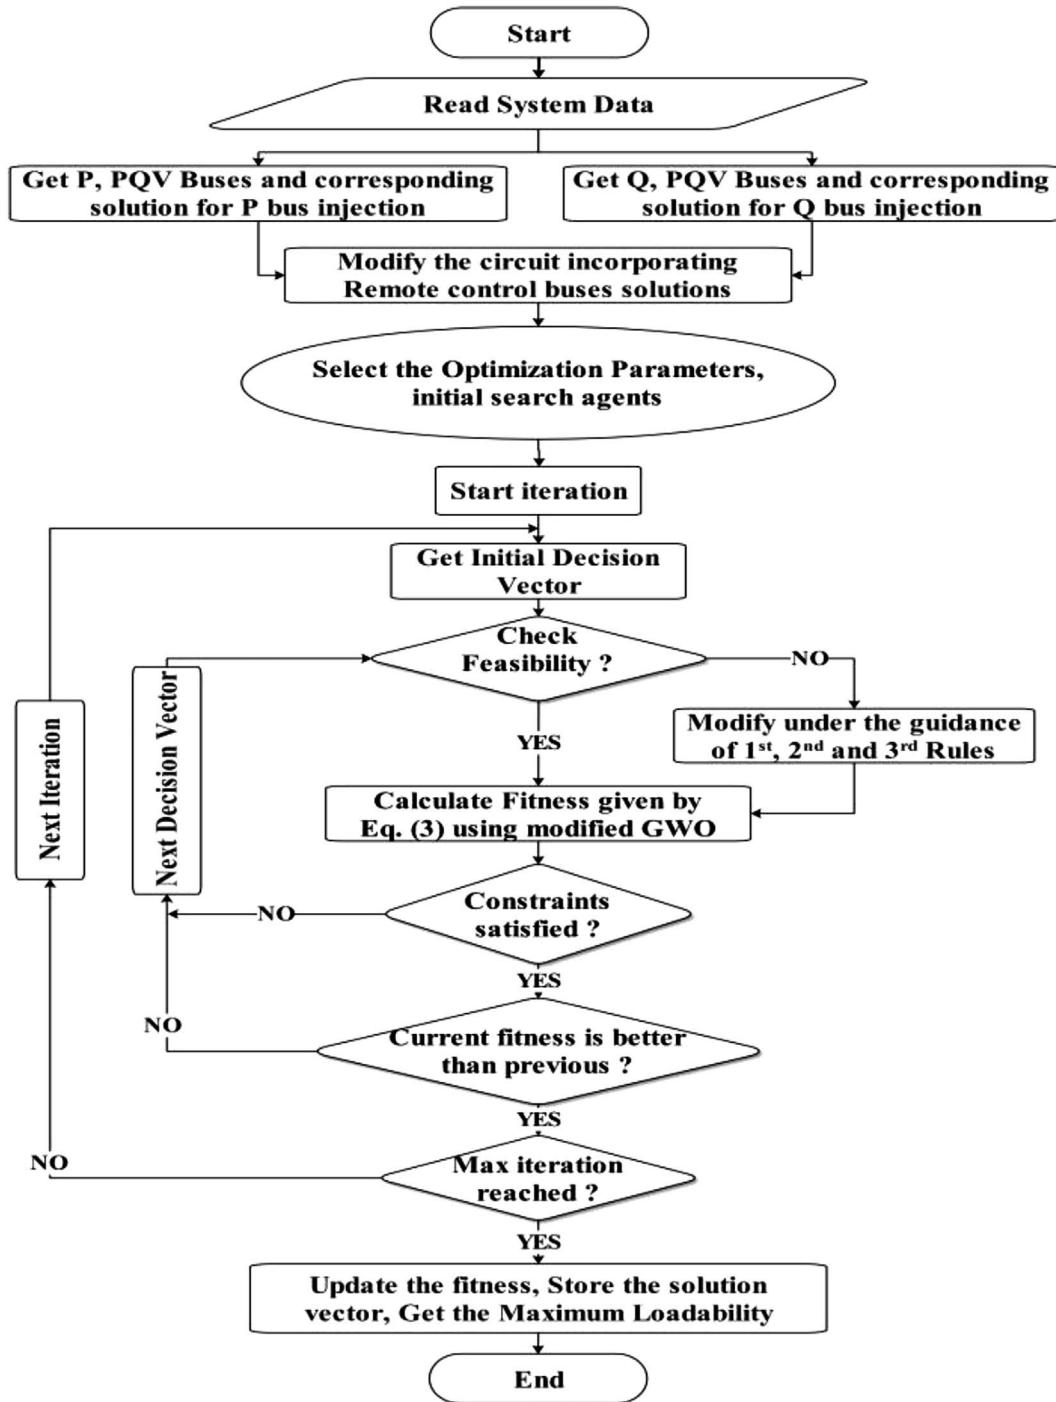 Start
Read System Data
Get P, PQV Buses and corresponding
solution for P bus injection
Get Q, PQV Buses and corresponding
solution for Q bus injection
Modify the circuit incorporating
Remote control buses solutions
Select the Optimization Parameters,
initial search agents
Start iteration
Get Initial Decision
Vector
Check
Feasibility ?
NO
Modify under the guidance
of 1st, 2nd and 3rd Rules
YES
Next Iteration
Next Decision Vector
Calculate Fitness given by
Eq. (3) using modified GWO
Constraints
satisfied ?
NO
YES
Current fitness is better
than previous ?
NO
YES
Max iteration
reached ?
NO
YES
Update the fitness, Store the solution
vector, Get the Maximum Loadability
End